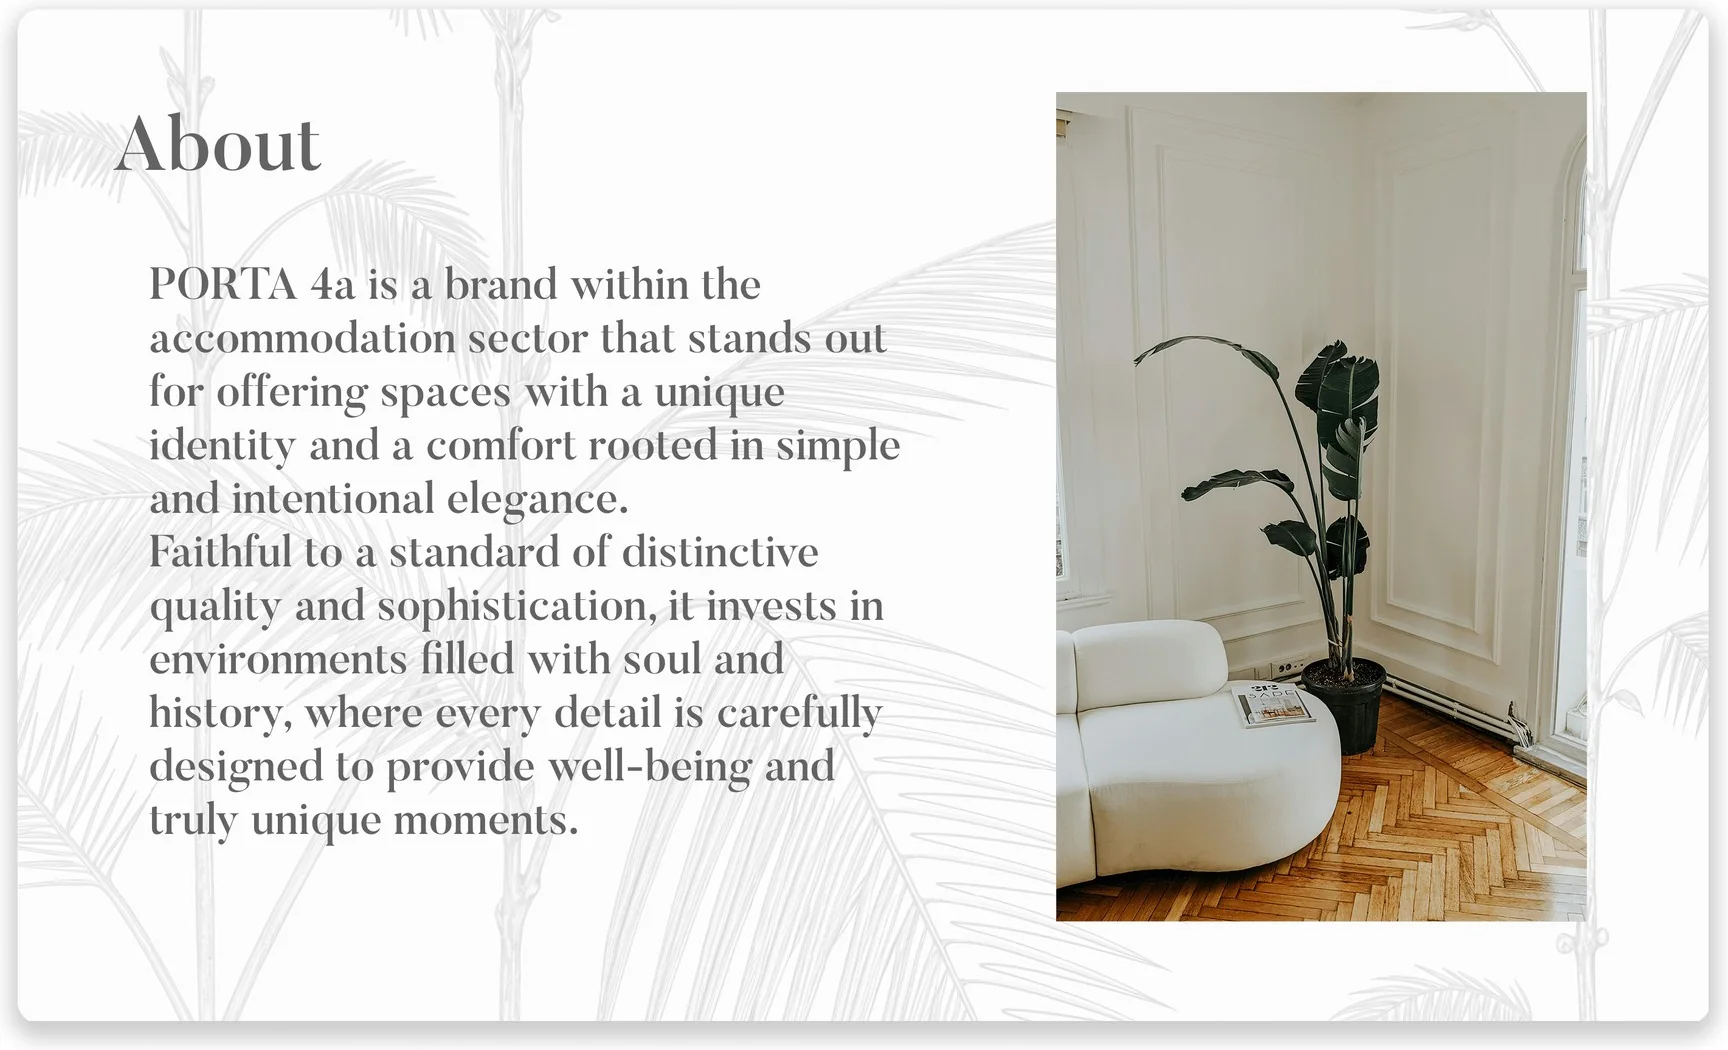 About
PORTA 4a is a brand within the
accommodation sector that stands out
for offering spaces with a unique
identity and a comfort rooted in simple
and intentional elegance.
Faithful to a standard of distinctive
quality and sophistication, it invests in
environments filled with soul and
history, where every detail is carefully
designed to provide well-being and
truly unique moments.